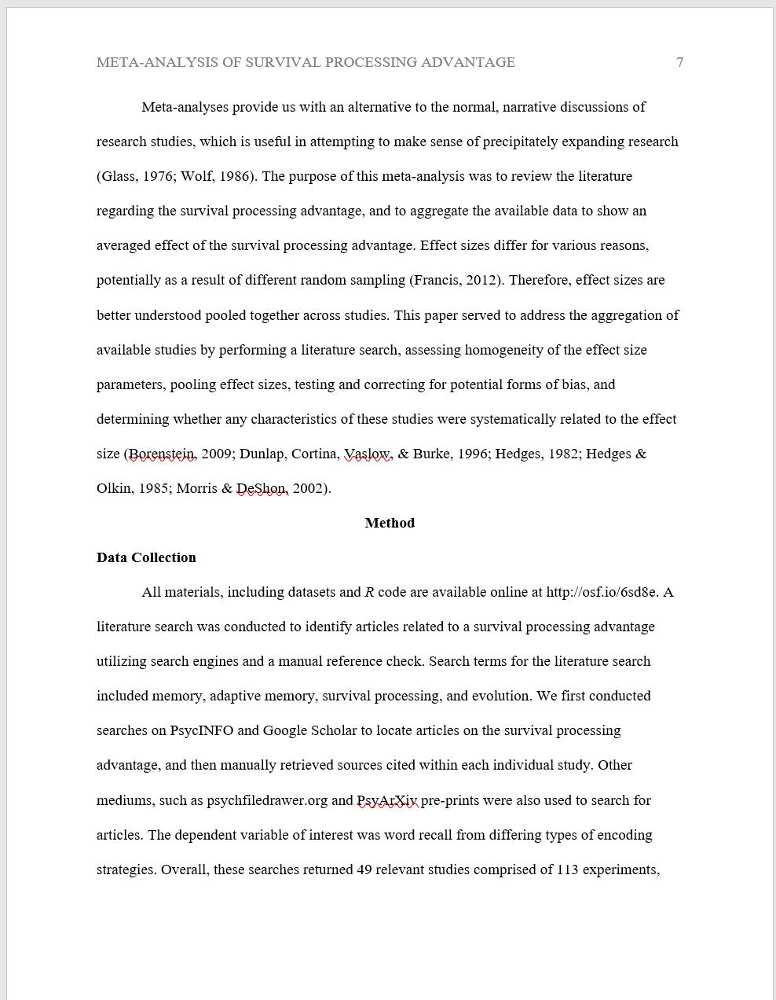 META-ANALYSIS OF SURVIVAL PROCESSING ADVANTAGE 7
Meta-analyses provide us with an alternative to the normal, narrative discussions of
research studies, which is useful in attempting to make sense of precipitately expanding research
(Glass, 1976; Wolf, 1986). The purpose of this meta-analysis was to review the literature
regarding the survival processing advantage, and to aggregate the available data to show an
averaged effect of the survival processing advantage. Effect sizes differ for various reasons,
potentially as a result of different random sampling (Francis, 2012). Therefore, effect sizes are
better understood pooled together across studies. This paper served to address the aggregation of
available studies by performing a literature search, assessing homogeneity of the effect size
parameters, pooling effect sizes, testing and correcting for potential forms of bias, and
determining whether any characteristics of these studies were systematically related to the effect
size (Borenstein, 2009; Dunlap, Cortina, Vaslow, & Burke, 1996; Hedges, 1982; Hedges &
Olkin, 1985; Morris & DeShon, 2002).
Method
Data Collection
All materials, including datasets and R code are available online at http://osf.io/6sd8e. A
literature search was conducted to identify articles related to a survival processing advantage
utilizing search engines and a manual reference check. Search terms for the literature search
included memory, adaptive memory, survival processing, and evolution. We first conducted
searches on PsycINFO and Google Scholar to locate articles on the survival processing
advantage, and then manually retrieved sources cited within each individual study. Other
mediums, such as psychfiledrawer.org and PsyArXiv pre-prints were also used to search for
articles. The dependent variable of interest was word recall from differing types of encoding
strategies. Overall, these searches returned 49 relevant studies comprised of 113 experiments,